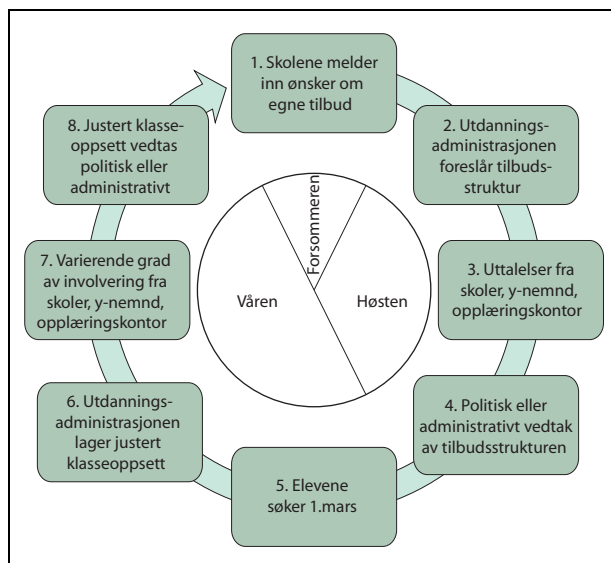 1. Skolene melder
inn ønsker om
egne tilbud
2. Utdannings-
administrasjonen
foreslår tilbuds-
struktur
3. Uttalelser fra
skoler, y-nemnd,
opplæringskontor
4. Politisk eller
administrativt vedtak
av tilbudsstrukturen
5. Elevene
søker 1.mars
6. Utdannings-
administrasjonen
lager justert
klasseoppsett
7. Varierende grad
av involvering fra
skoler, y-nemnd,
opplæringskontor
8. Justert klasse-
oppsett vedtas
politisk eller
administrativt
Forsommeren
Våren
Høsten